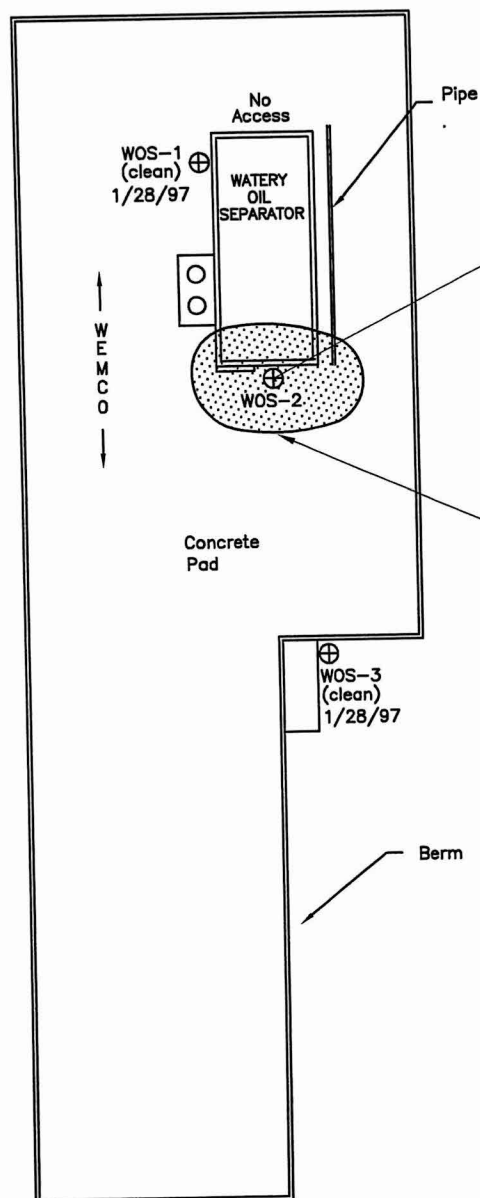 No
Access
Pipe
WOS-1
(clean)
1/28/97
WATERY
OIL
SEPARATOR
WEMCO
WOS-2
Concrete
Pad
WOS-3
(clean)
1/28/97
Berm